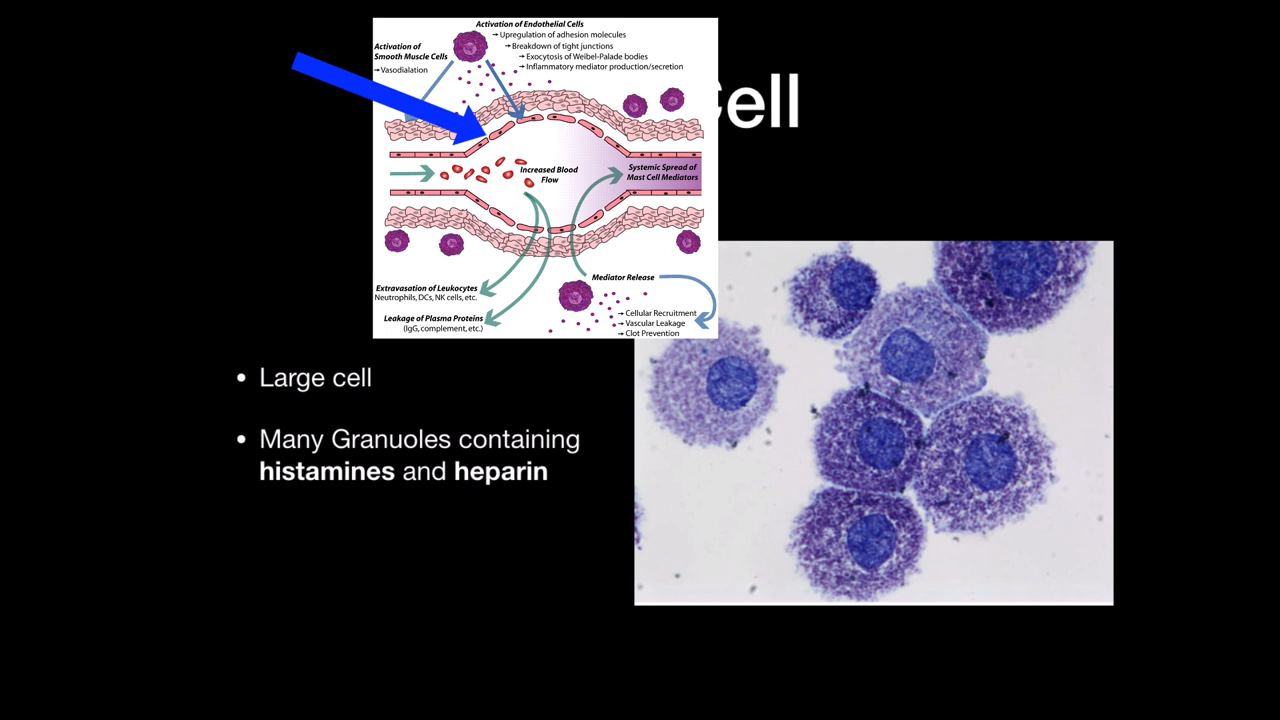 Activation of Endothelial Cells
→ Upregulation of adhesion molecules
→ Breakdown of tight junctions
→ Exocytosis of Weibel-Palade bodies
→ Inflammatory mediator production/secretion
Activation of
Smooth Muscle Cells
→ Vasodialation
Cell
Increased Blood
Flow
Systemic Spread of
Mast Cell Mediators
Mediator Release
→ Cellular Recruitment
→ Vascular Leakage
→ Clot Prevention
Extravasation of Leukocytes
Neutrophils, DCs, NK cells, etc.
Leakage of Plasma Proteins
(IgG, complement, etc.)
• Large cell
• Many Granuoles containing
histamines and heparin